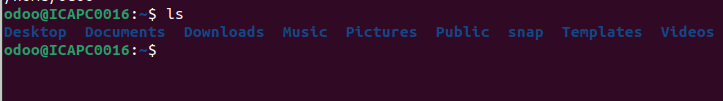 odoo@ICAPC0016:~$ ls
Desktop Documents Downloads Music Pictures Public snap Templates Videos
odoo@ICAPC0016:~$